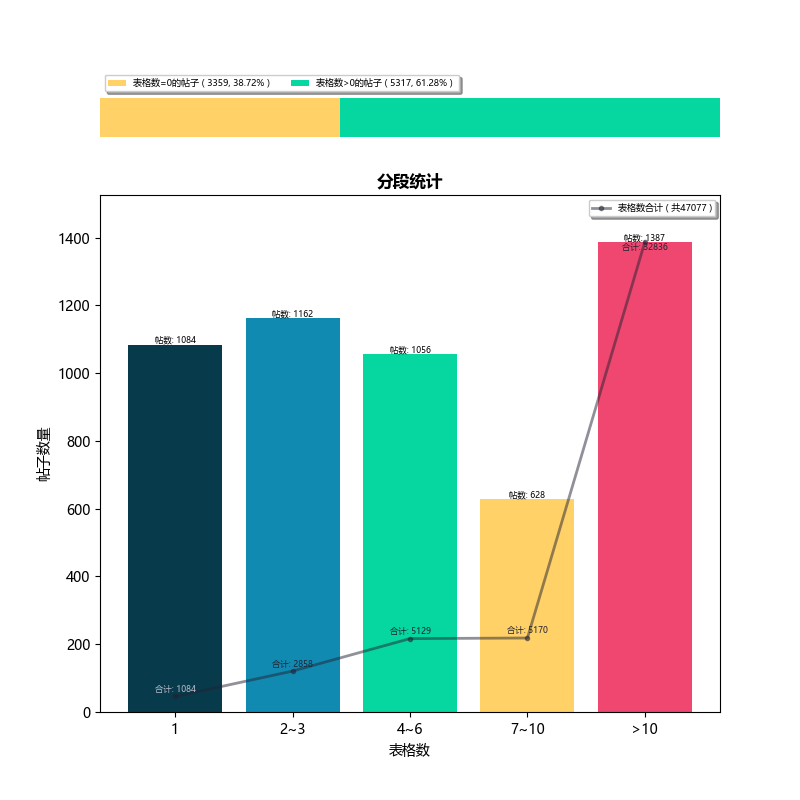 表格数=0的帖子 ( 3359, 38.72% ) 表格数>0的帖子 ( 5317, 61.28% )
分段统计
表格数合计 ( 共47077 )
1400
1200
1000
800
600
400
200
0
帖子数量
帖数: 1084
帖数: 1162
帖数: 1056
帖数: 628
帖数: 1387
合计: 32836
合计: 1084
合计: 2858
合计: 5129
合计: 5170
1 2~3 4~6 7~10 >10
表格数